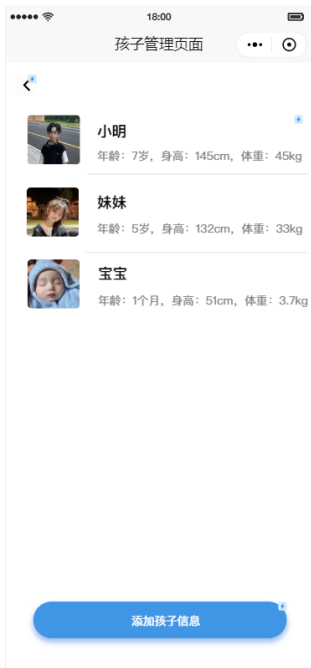 18:00
孩子管理页面
小明
年龄：7岁，身高：145cm，体重：45kg
妹妹
年龄：5岁，身高：132cm，体重：33kg
宝宝
年龄：1个月，身高：51cm，体重：3.7kg
添加孩子信息